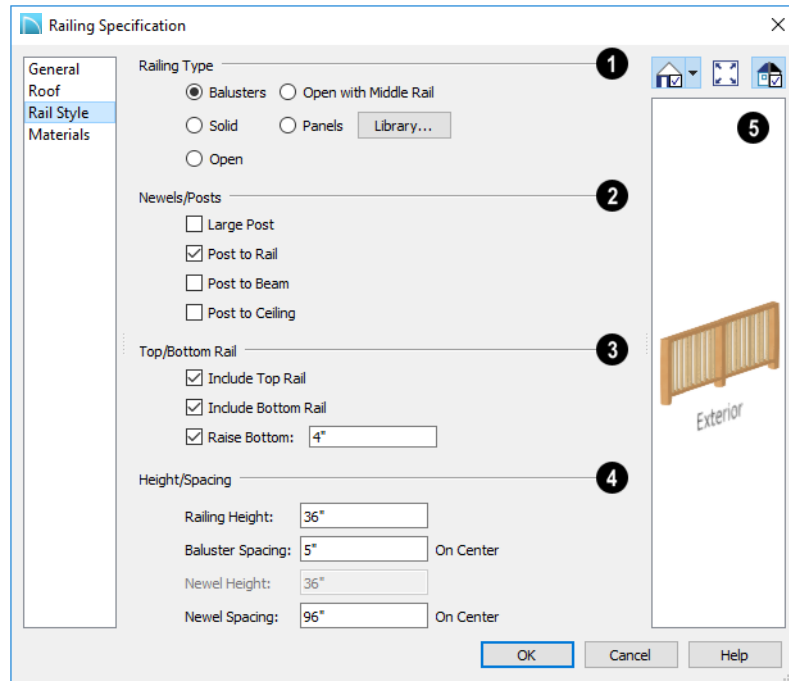 Railing Specification
General
Roof
Rail Style
Materials
Railing Type
1
Balusters
Open with Middle Rail
Solid
Panels
Library...
Open
Newels/Posts
2
Large Post
Post to Rail
Post to Beam
Post to Ceiling
Top/Bottom Rail
3
Include Top Rail
Include Bottom Rail
Raise Bottom: 4"
Height/Spacing
4
Railing Height: 36"
Baluster Spacing: 5" On Center
Newel Height: 36"
Newel Spacing: 96" On Center
5
Exterior
OK
Cancel
Help